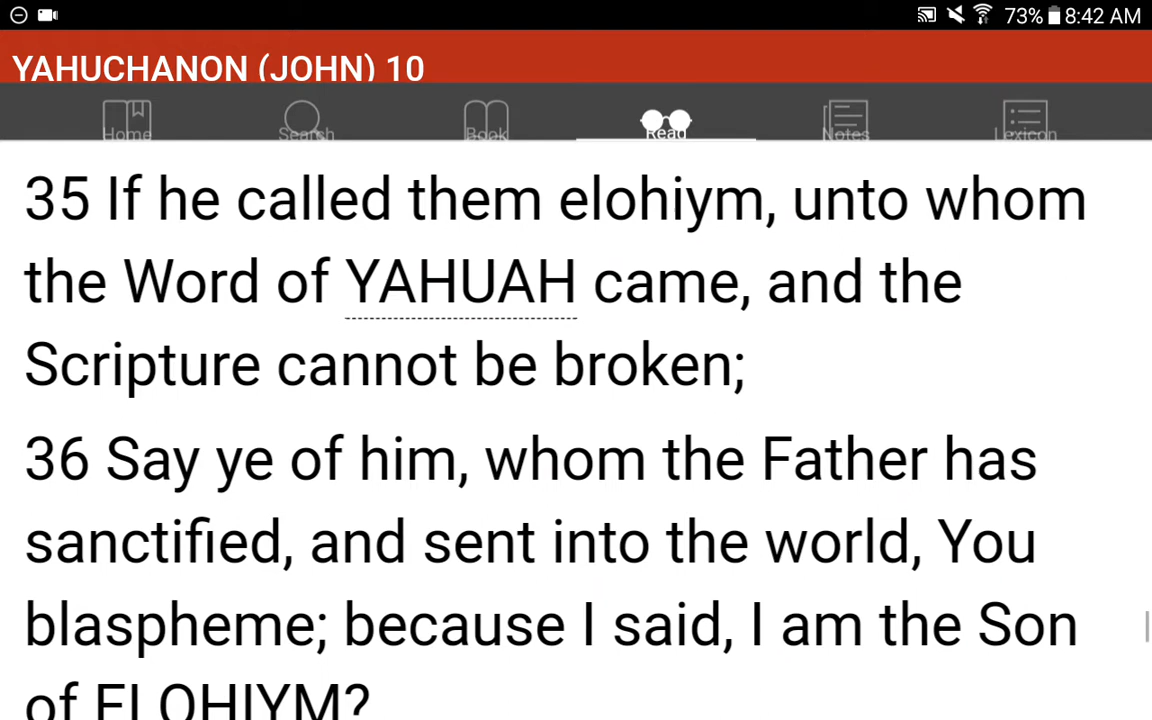 73% 8:42 AM
YAHUCHANON (JOHN) 10
Home Search Book Read Notes Lexicon
35 If he called them elohiym, unto whom
the Word of YAHUAH came, and the
Scripture cannot be broken;
36 Say ye of him, whom the Father has
sanctified, and sent into the world, You
blaspheme; because I said, I am the Son
of ELOHIYM?